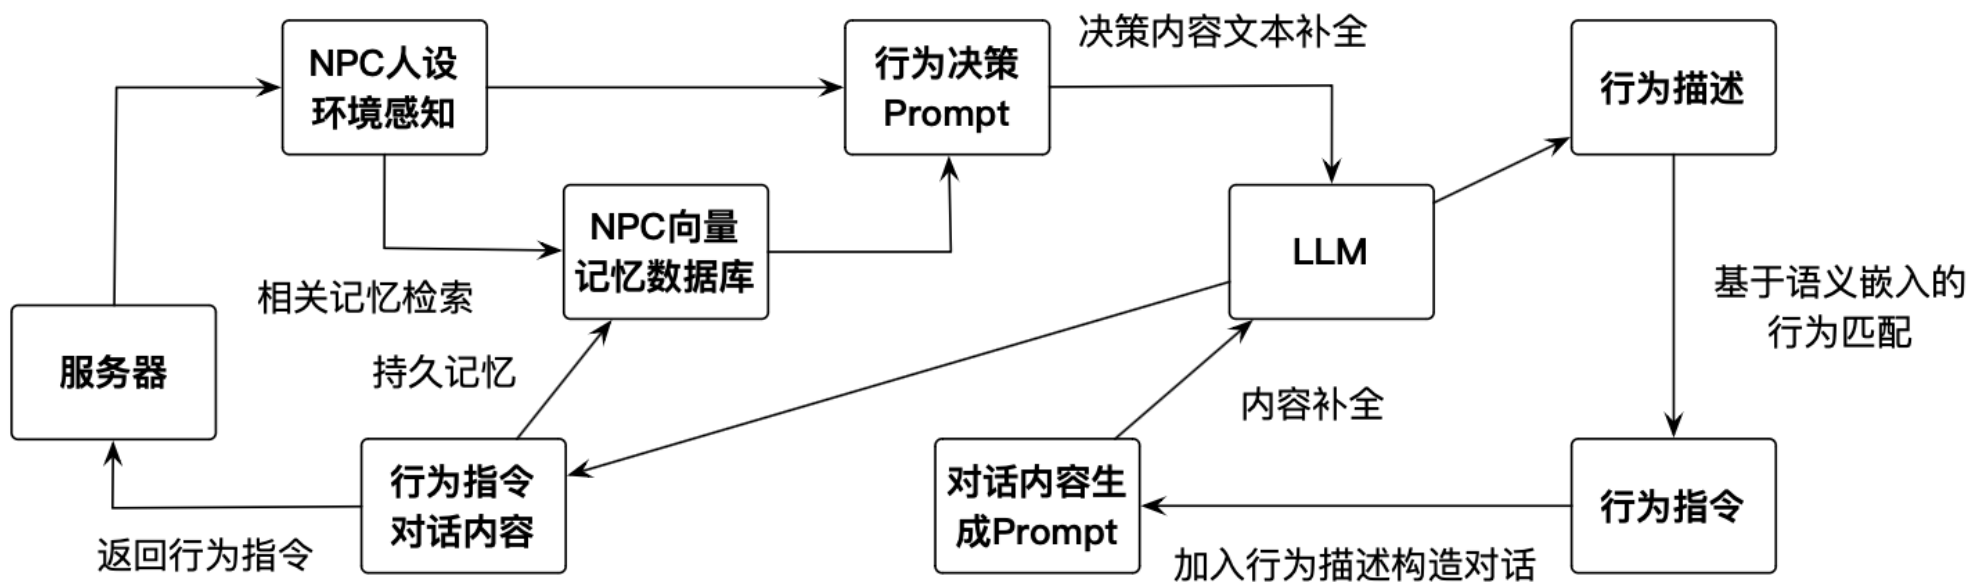 NPC人设
环境感知
行为决策
Prompt
决策内容文本补全
行为描述
NPC向量
记忆数据库
LLM
相关记忆检索
基于语义嵌入的
行为匹配
服务器
持久记忆
内容补全
行为指令
对话内容
对话内容生
成Prompt
行为指令
返回行为指令
加入行为描述构造对话